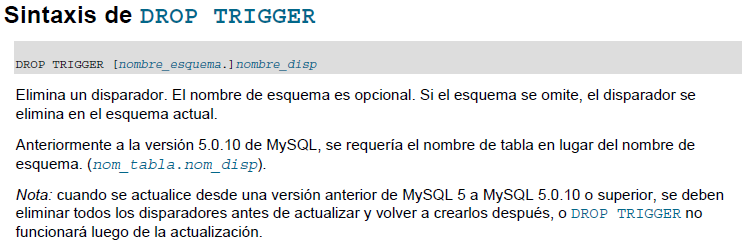 Sintaxis de DROP TRIGGER
DROP TRIGGER [nombre_esquema.]nombre_disp
Elimina un disparador. El nombre de esquema es opcional. Si el esquema se omite, el disparador se
elimina en el esquema actual.
Anteriormente a la versión 5.0.10 de MySQL, se requería el nombre de tabla en lugar del nombre de
esquema. (nom_tabla.nom_disp).
Nota: cuando se actualice desde una versión anterior de MySQL 5 a MySQL 5.0.10 o superior, se deben
eliminar todos los disparadores antes de actualizar y volver a crearlos después, o DROP TRIGGER no
funcionará luego de la actualización.